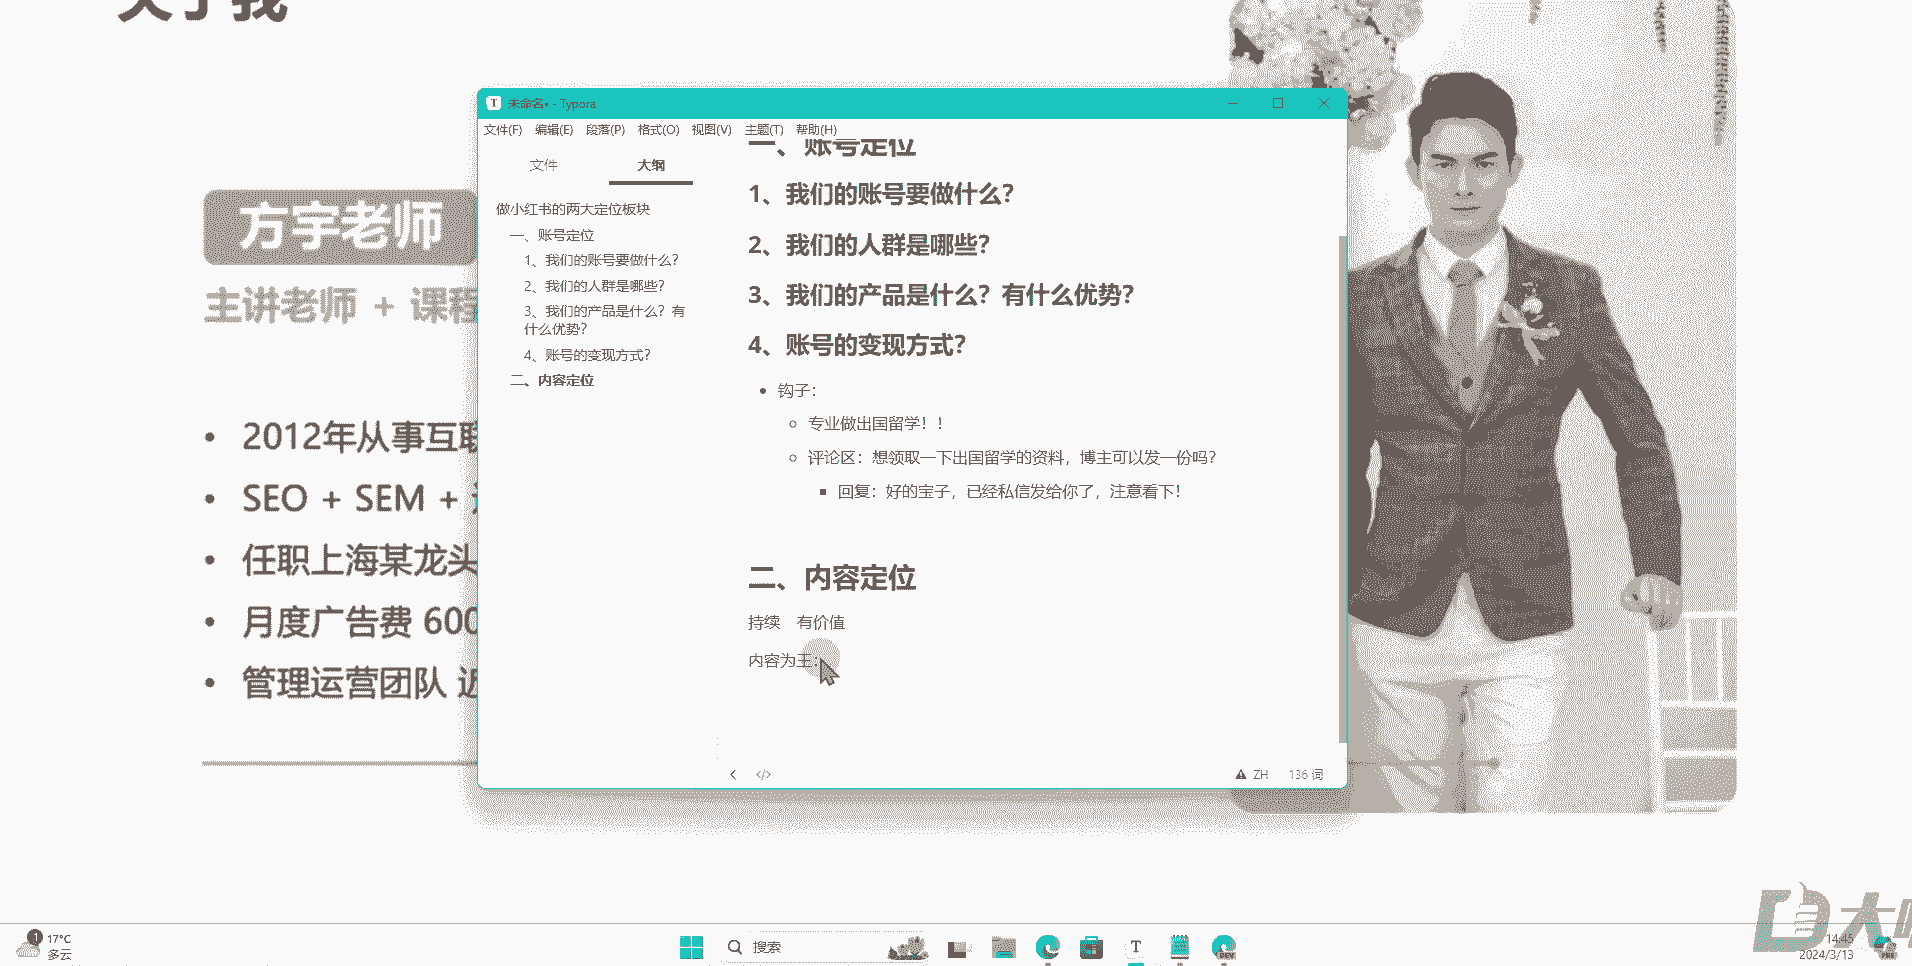 关于我
方宇老师
主讲老师 + 课程
2012年从事互联
SEO + SEM +
任职上海某龙头
月度广告费 600
管理运营团队 近
未命名• - Typora
文件(F) 编辑(E) 段落(P) 格式(O) 视图(V) 主题(T) 帮助(H)
文件 大纲
做小红书的两大定位板块
一、账号定位
1、我们的账号要做什么？
2、我们的人群是哪些？
3、我们的产品是什么？有
什么优势？
4、账号的变现方式？
二、内容定位
一、账号定位
1、我们的账号要做什么？
2、我们的人群是哪些？
3、我们的产品是什么？有什么优势？
4、账号的变现方式？
钩子：
专业做出国留学！！
评论区：想领取一下出国留学的资料，博主可以发一份吗？
回复：好的宝子，已经私信发给你了，注意看下！
二、内容定位
持续 有价值
内容为王：
ZH 136 词
1
17°C
多云
搜索
T
DEV
14:45
2024/3/13
PRE
大